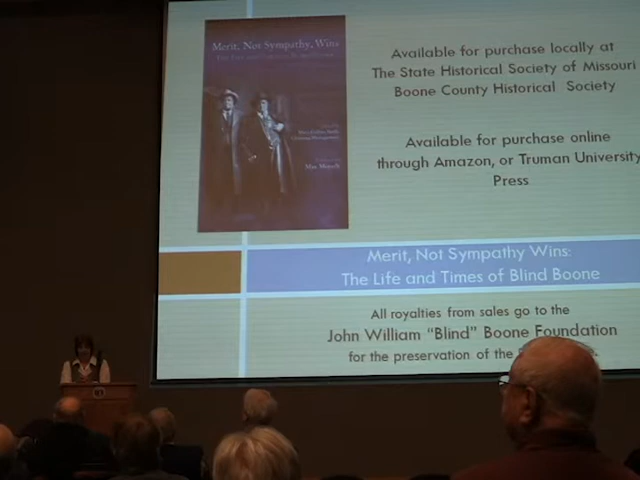 Merit, Not Sympathy, Wins
Available for purchase locally at
The State Historical Society of Missouri
Boone County Historical Society
Available for purchase online
through Amazon, or Truman University
Press
Merit, Not Sympathy Wins:
The Life and Times of Blind Boone
All royalties from sales go to the
John William "Blind" Boone Foundation
for the preservation of the